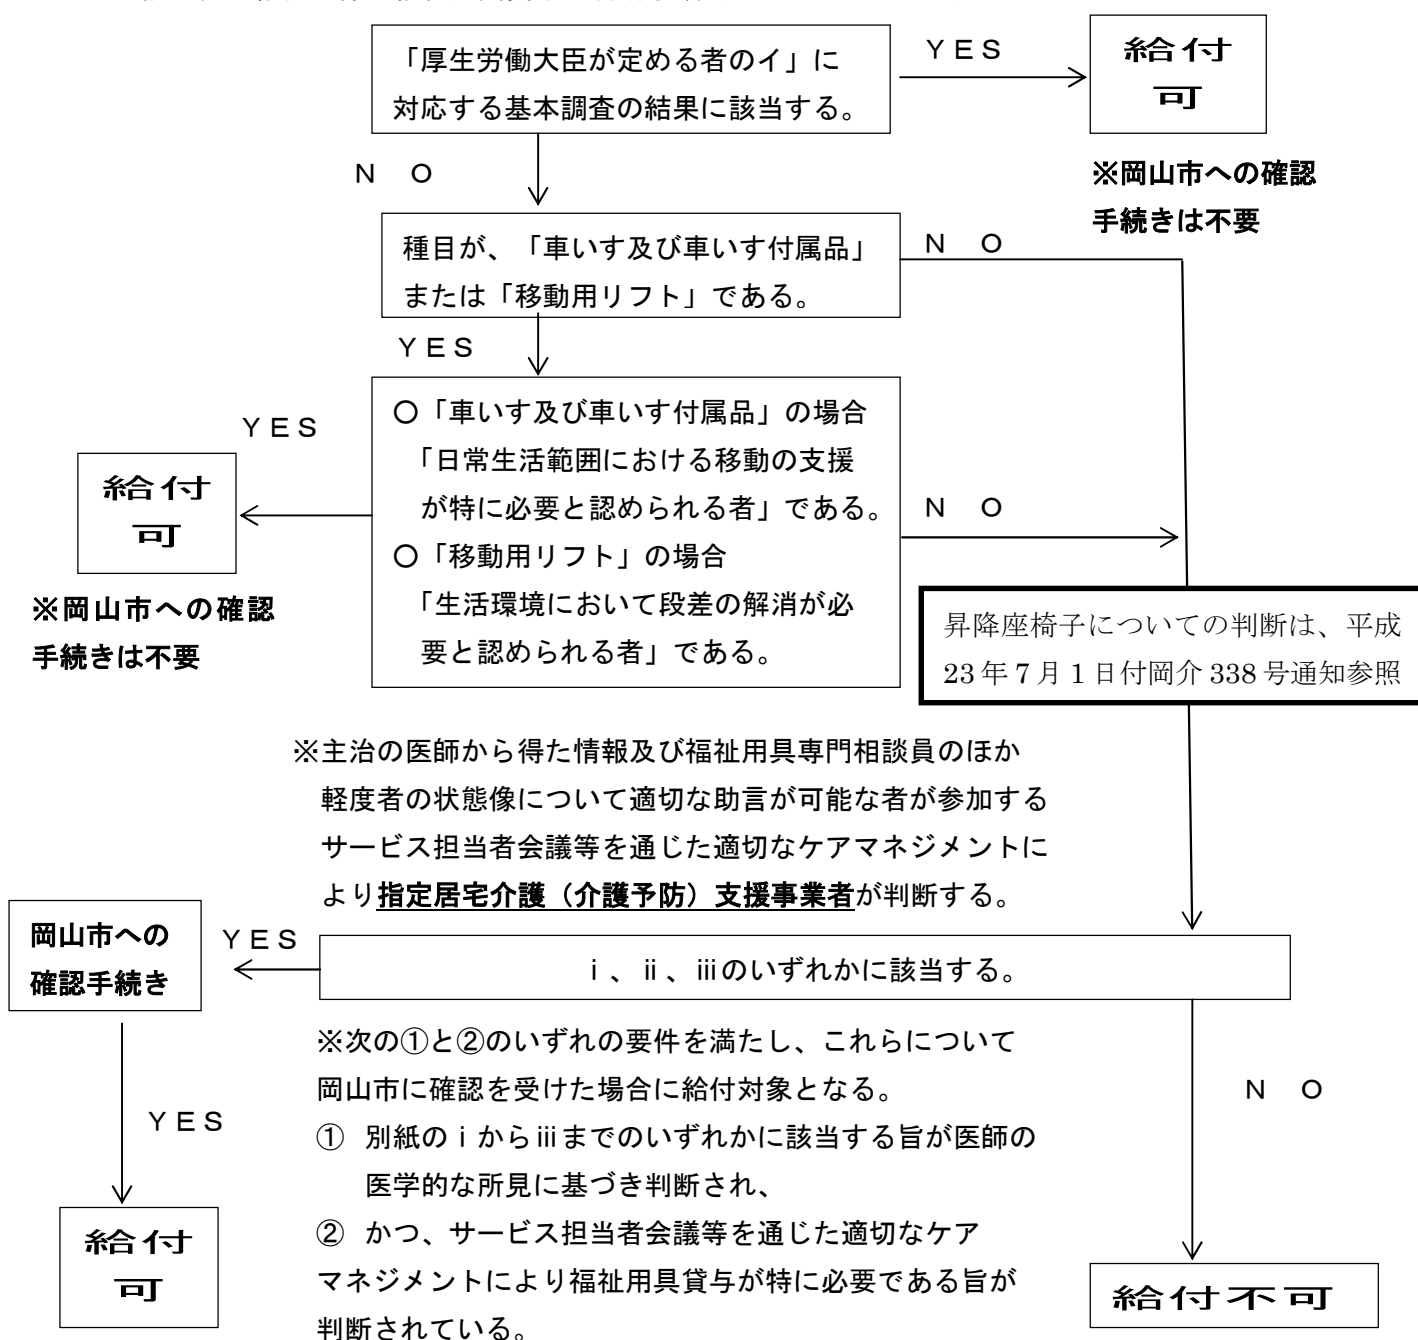 「厚生労働大臣が定める者のイ」に
対応する基本調査の結果に該当する。
ＹＥＳ
給付
可
※岡山市への確認
手続きは不要
Ｎ　Ｏ
種目が、「車いす及び車いす付属品」
または「移動用リフト」である。
Ｎ　Ｏ
ＹＥＳ
〇「車いす及び車いす付属品」の場合
「日常生活範囲における移動の支援
が特に必要と認められる者」である。
〇「移動用リフト」の場合
「生活環境において段差の解消が必
要と認められる者」である。
ＹＥＳ
給付
可
※岡山市への確認
手続きは不要
Ｎ　Ｏ
昇降座椅子についての判断は、平成
23 年 7 月 1 日付岡介 338 号通知参照
※主治の医師から得た情報及び福祉用具専門相談員のほか
軽度者の状態像について適切な助言が可能な者が参加する
サービス担当者会議等を通じた適切なケアマネジメントに
より指定居宅介護（介護予防）支援事業者が判断する。
ⅰ、ⅱ、ⅲのいずれかに該当する。
ＹＥＳ
岡山市への
確認手続き
ＹＥＳ
給付
可
※次の①と②のいずれの要件を満たし、これらについて
岡山市に確認を受けた場合に給付対象となる。
① 別紙のⅰからⅲまでのいずれかに該当する旨が医師の
医学的な所見に基づき判断され、
② かつ、サービス担当者会議等を通じた適切なケア
マネジメントにより福祉用具貸与が特に必要である旨が
判断されている。
Ｎ　Ｏ
給付不可